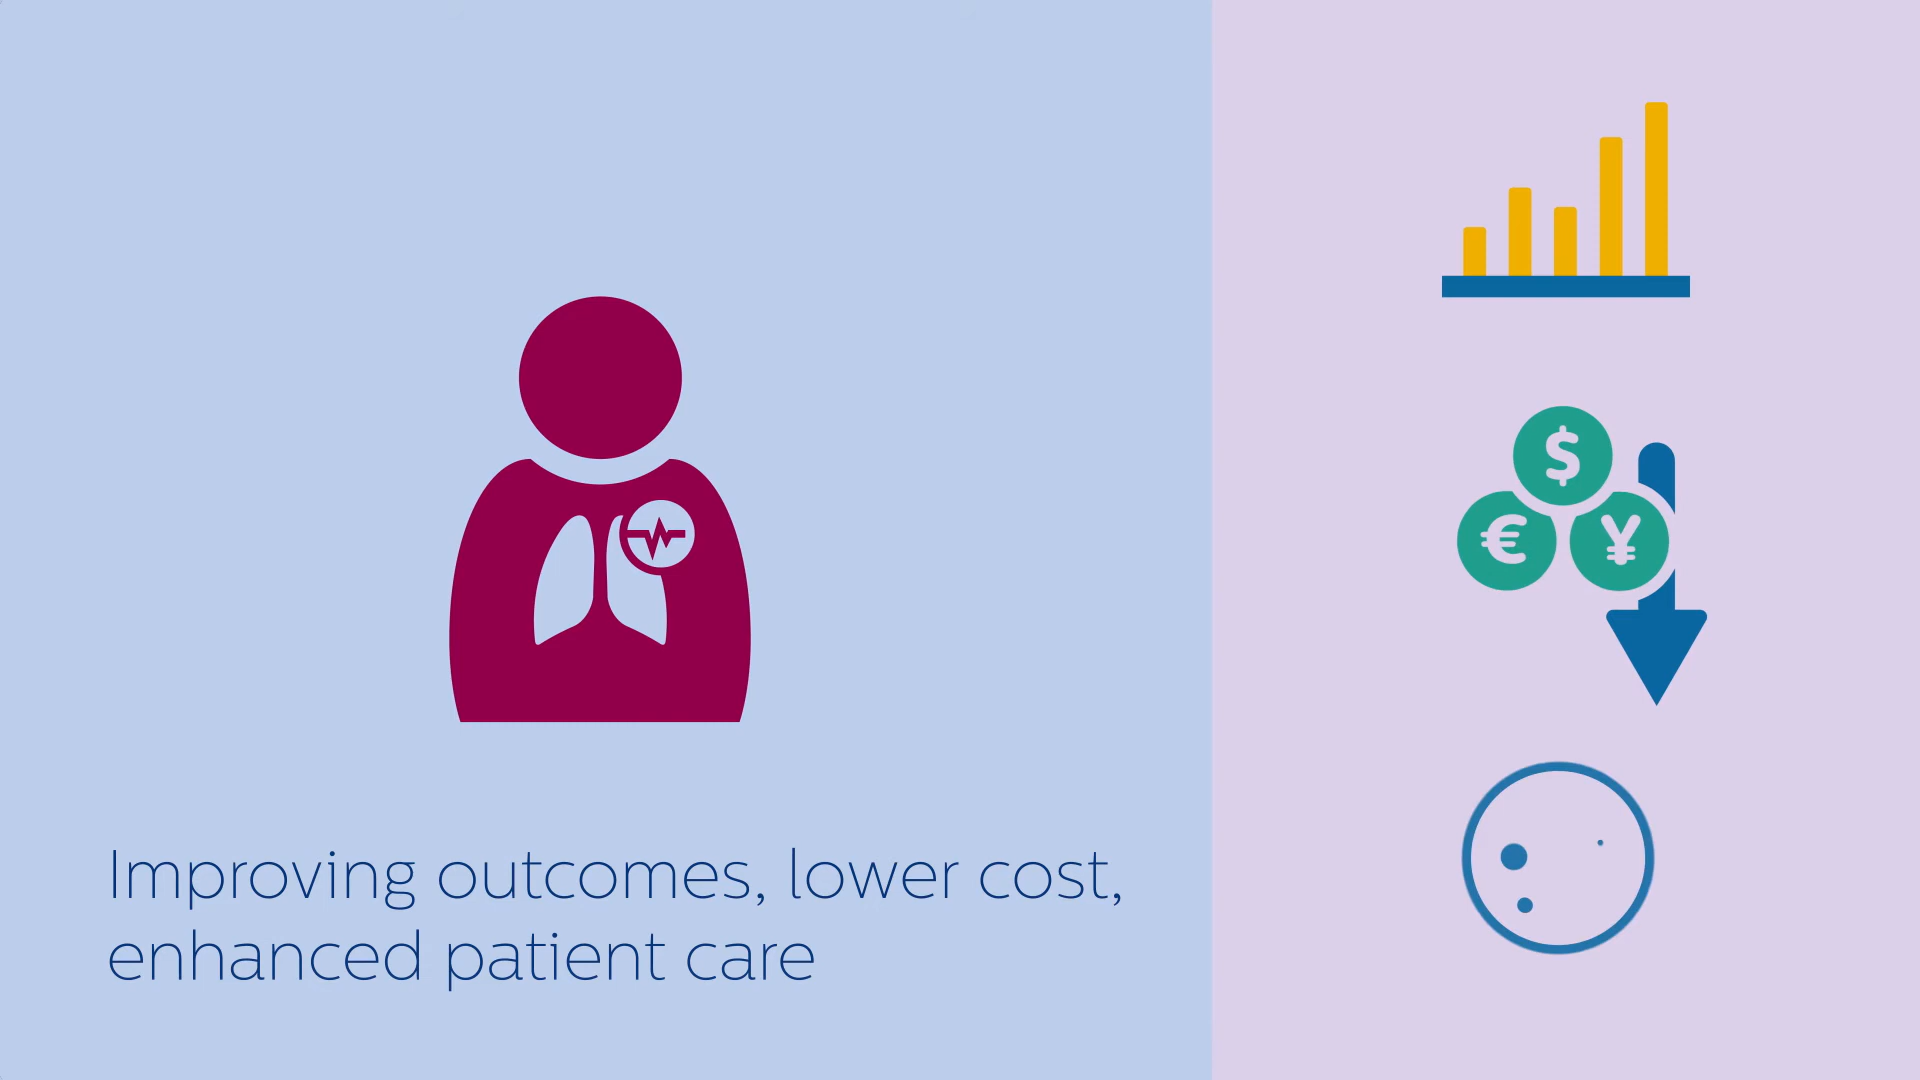 Improving outcomes, lower cost,
enhanced patient care
$
€ ¥